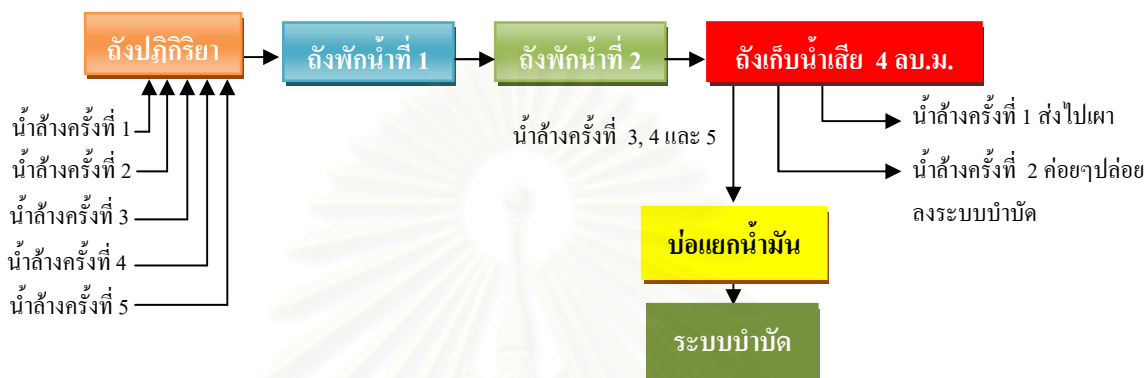 ถังปฏิกิริยา
ถังพักน้ำที่ 1
ถังพักน้ำที่ 2
ถังเก็บน้ำเสีย 4 ลบ.ม.
น้ำล้างครั้งที่ 1
น้ำล้างครั้งที่ 2
น้ำล้างครั้งที่ 3
น้ำล้างครั้งที่ 4
น้ำล้างครั้งที่ 5
น้ำล้างครั้งที่ 3, 4 และ 5
น้ำล้างครั้งที่ 1 ส่งไปเผา
น้ำล้างครั้งที่ 2 ค่อยๆปล่อย
ลงระบบบำบัด
บ่อแยกน้ำมัน
ระบบบำบัด